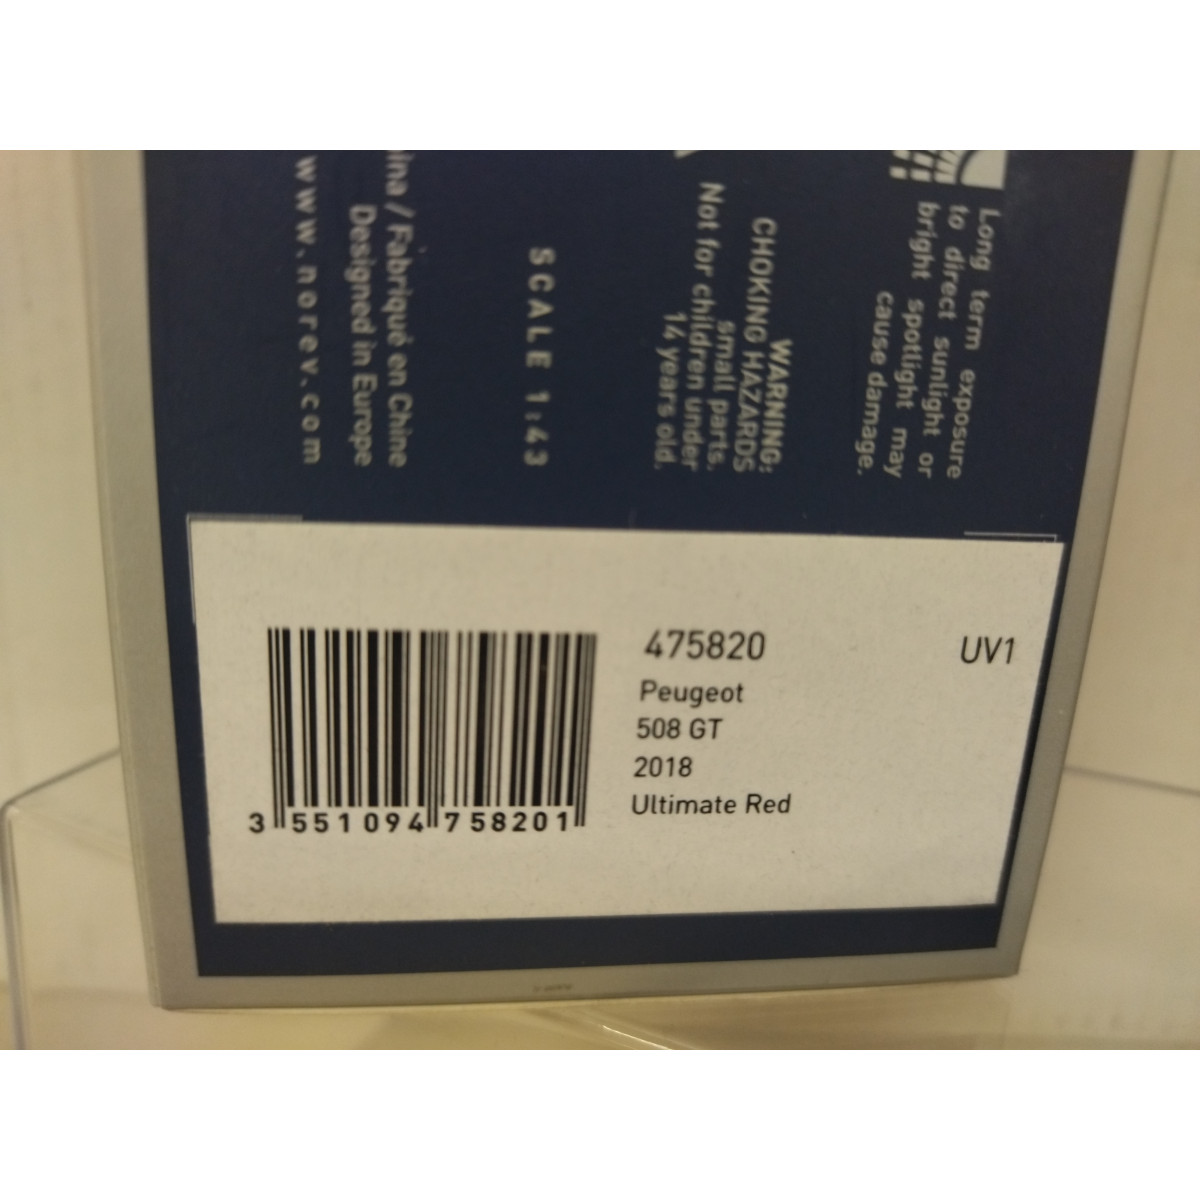 Long term exposure
to direct sunlight or
bright spotlight may
cause damage.
WARNING:
CHOKING HAZARDS
small parts.
Not for children under
14 years old.
SCALE 1:43
ina / Fabriqué en Chine
Designed in Europe
www.norev.com
475820
UV1
Peugeot
508 GT
2018
Ultimate Red
3 551094 758201